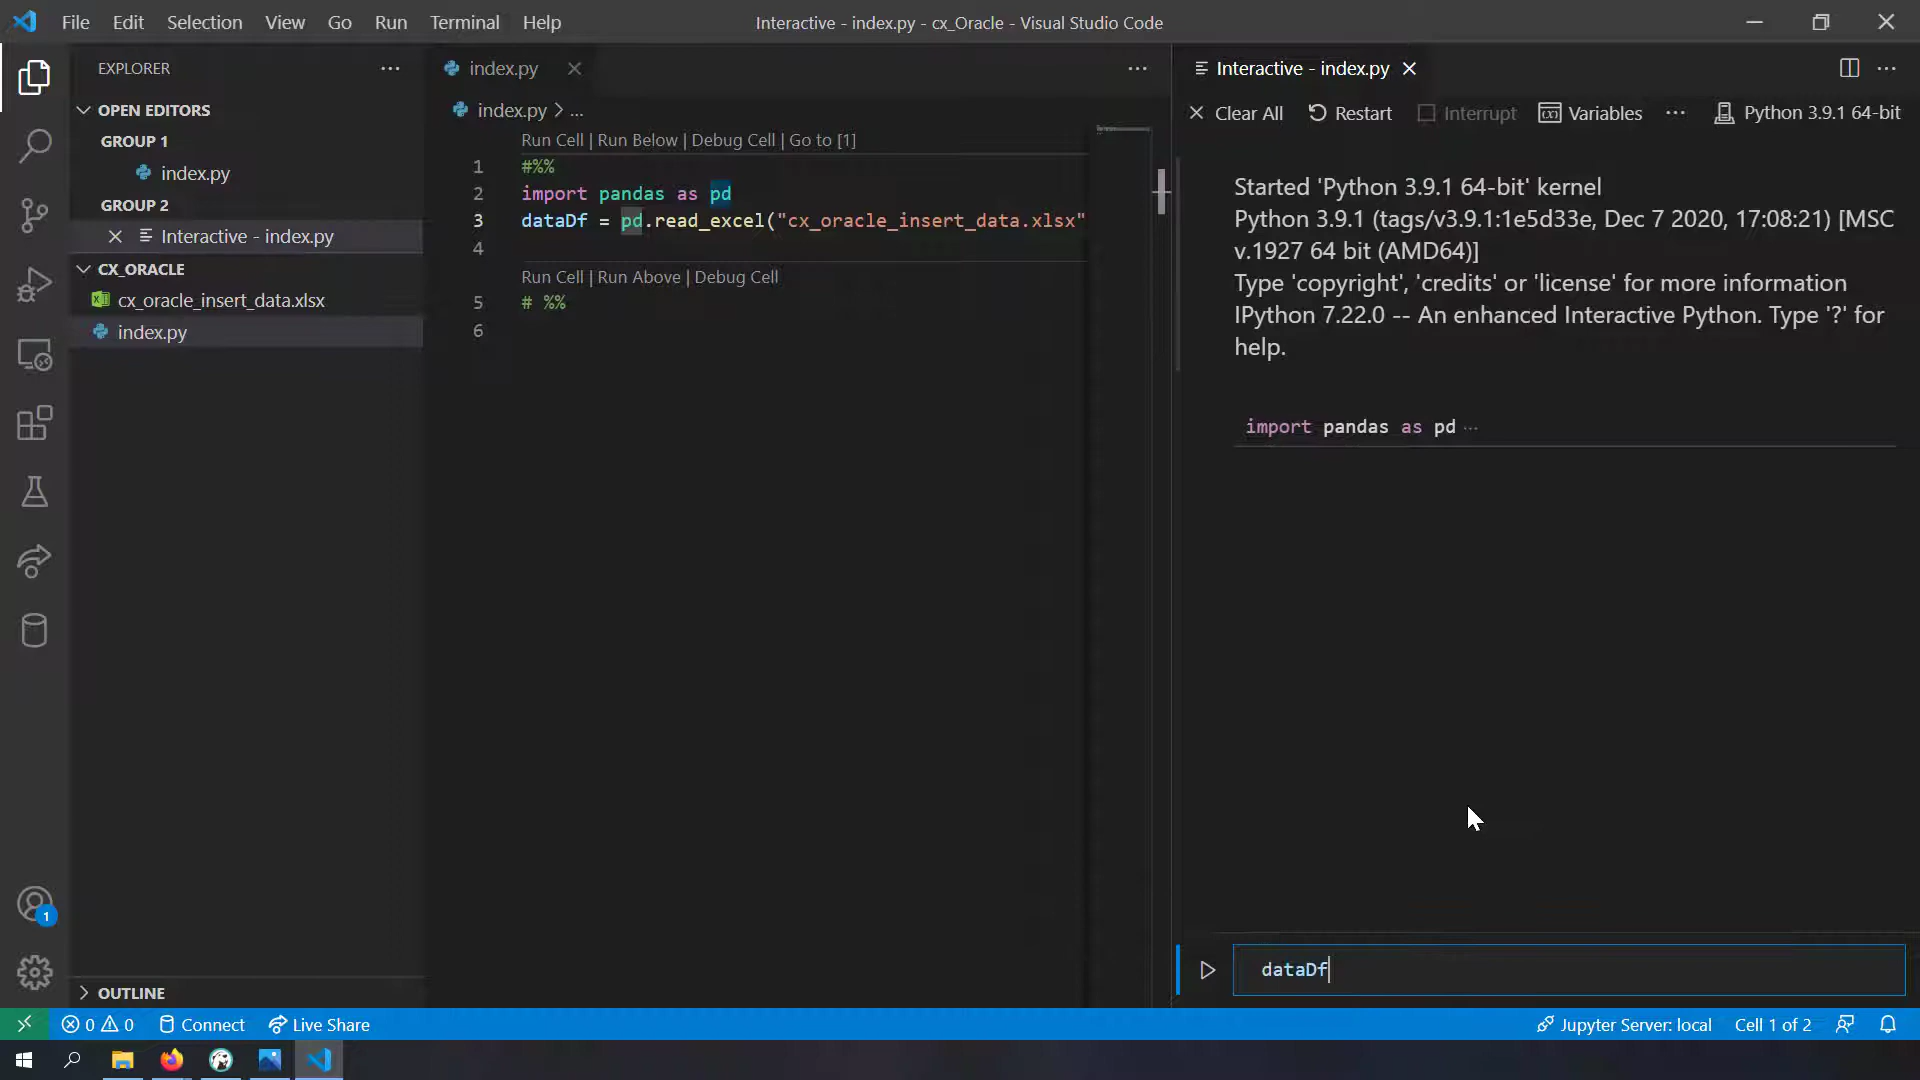 File Edit Selection View Go Run Terminal Help
Interactive - index.py - cx_Oracle - Visual Studio Code
EXPLORER
OPEN EDITORS
GROUP 1
index.py
GROUP 2
Interactive - index.py
CX_ORACLE
cx_oracle_insert_data.xlsx
index.py
OUTLINE
index.py
index.py > ...
Run Cell | Run Below | Debug Cell | Go to [1]
1 #%%
2 import pandas as pd
3 dataDf = pd.read_excel("cx_oracle_insert_data.xlsx"
4
Run Cell | Run Above | Debug Cell
5 # %%
6
Interactive - index.py
Clear All Restart Interrupt Variables ... Python 3.9.1 64-bit
Started 'Python 3.9.1 64-bit' kernel
Python 3.9.1 (tags/v3.9.1:1e5d33e, Dec 7 2020, 17:08:21) [MSC
v.1927 64 bit (AMD64)]
Type 'copyright', 'credits' or 'license' for more information
IPython 7.22.0 -- An enhanced Interactive Python. Type '?' for
help.
import pandas as pd ...
dataDf
1
0 0 Connect Live Share
Jupyter Server: local Cell 1 of 2